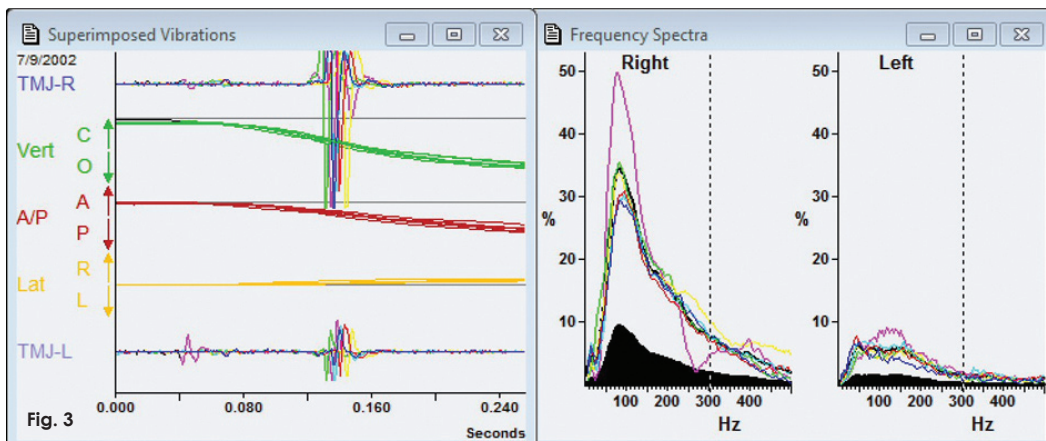 Superimposed Vibrations
7/9/2002
TMJ-R
Vert
C
O
A/P
A
P
Lat
R
L
TMJ-L
Fig. 3
0.000 0.080 0.160 0.240
Seconds
Frequency Spectra
Right Left
50 50
40 40
% 30 % 30
20 20
10 10
100 200 300 400 100 200 300 400 500
Hz Hz